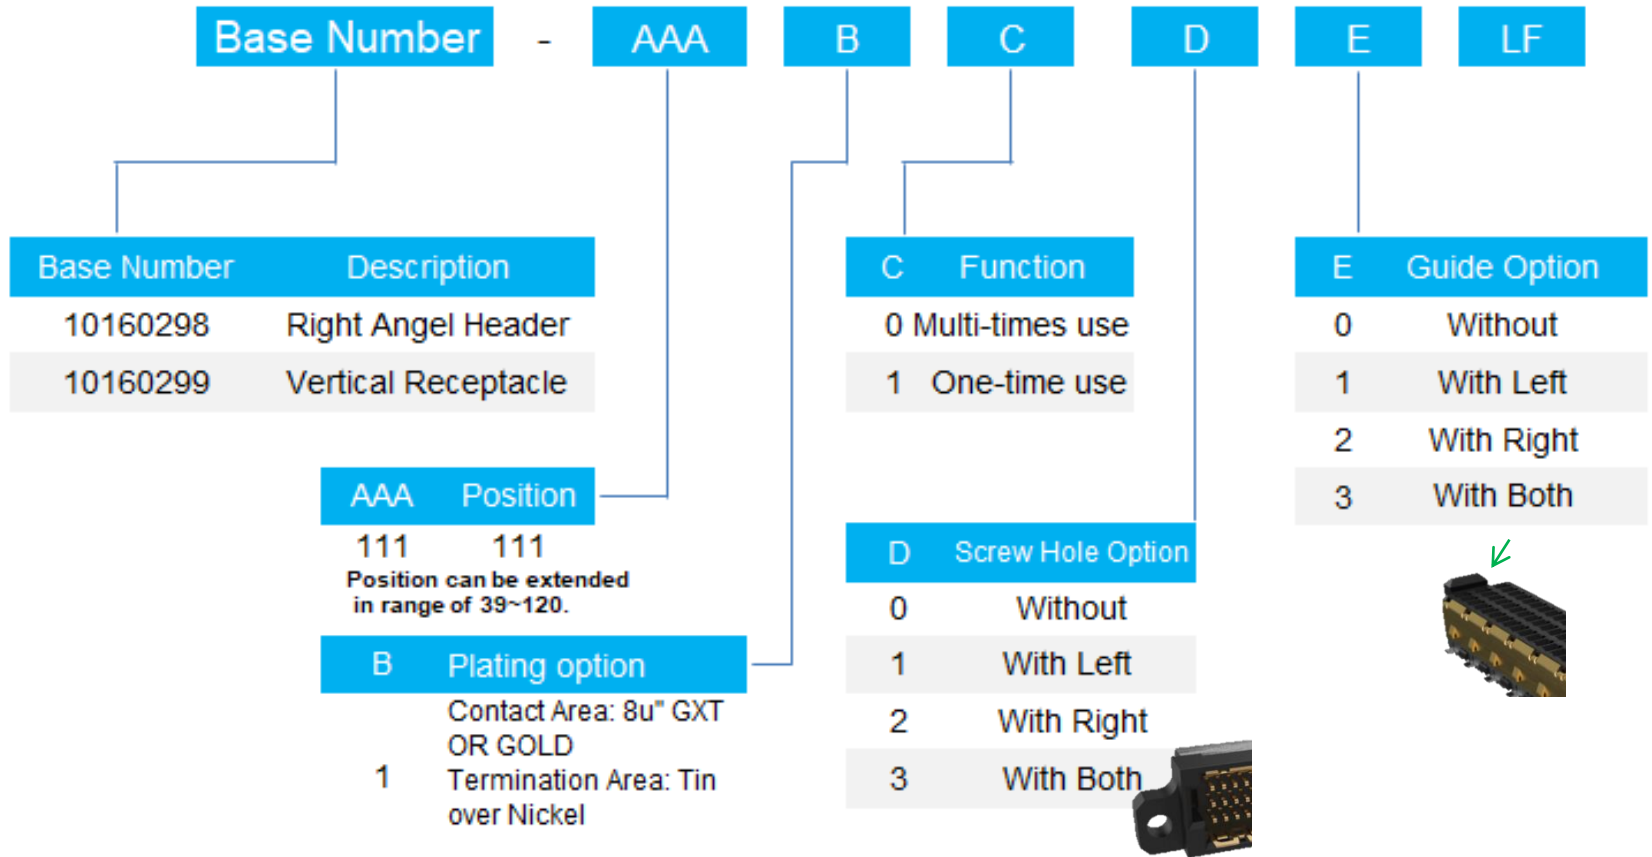 Base Number - AAA B C D E LF
Base Number Description
10160298 Right Angel Header
10160299 Vertical Receptacle
AAA Position
111 111
Position can be extended
in range of 39~120.
B Plating option
Contact Area: 8u" GXT
OR GOLD
1 Termination Area: Tin
over Nickel
C Function
0 Multi-times use
1 One-time use
D Screw Hole Option
0 Without
1 With Left
2 With Right
3 With Both
E Guide Option
0 Without
1 With Left
2 With Right
3 With Both